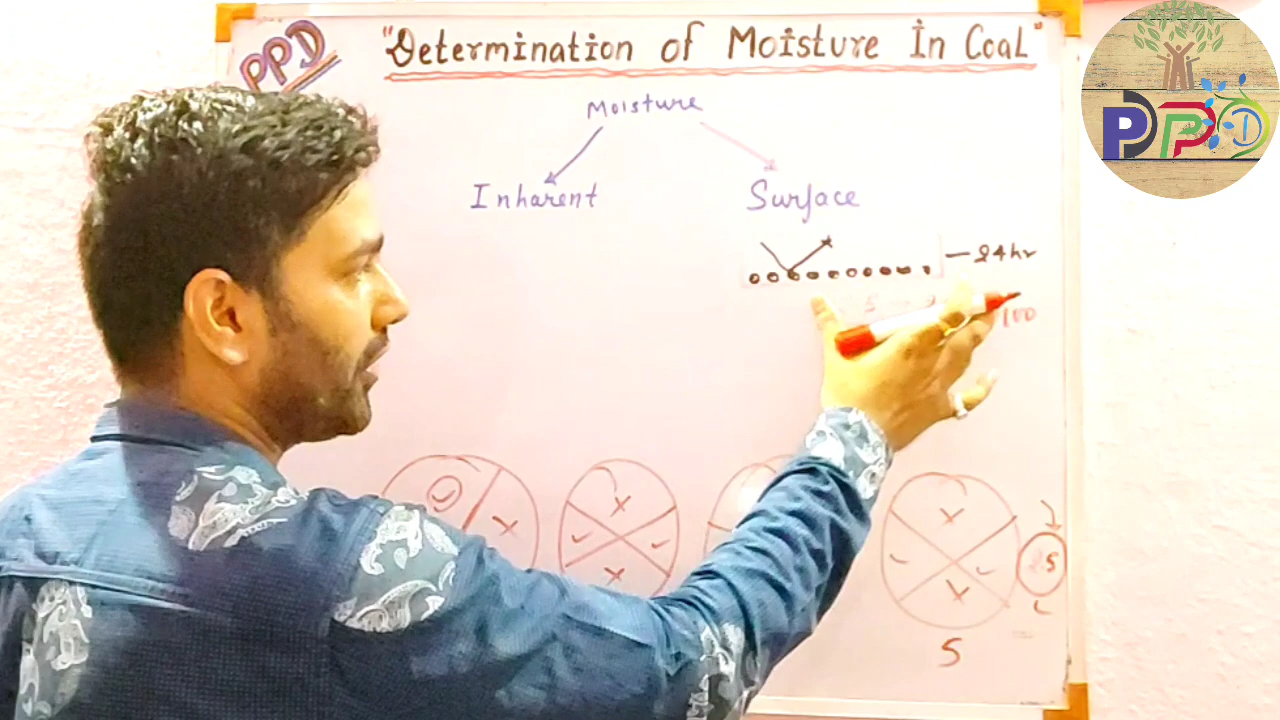 PPD
"Determination of Moisture In Coal"
PPD
Moisture
Inharent Surface
24hr
100
S
S